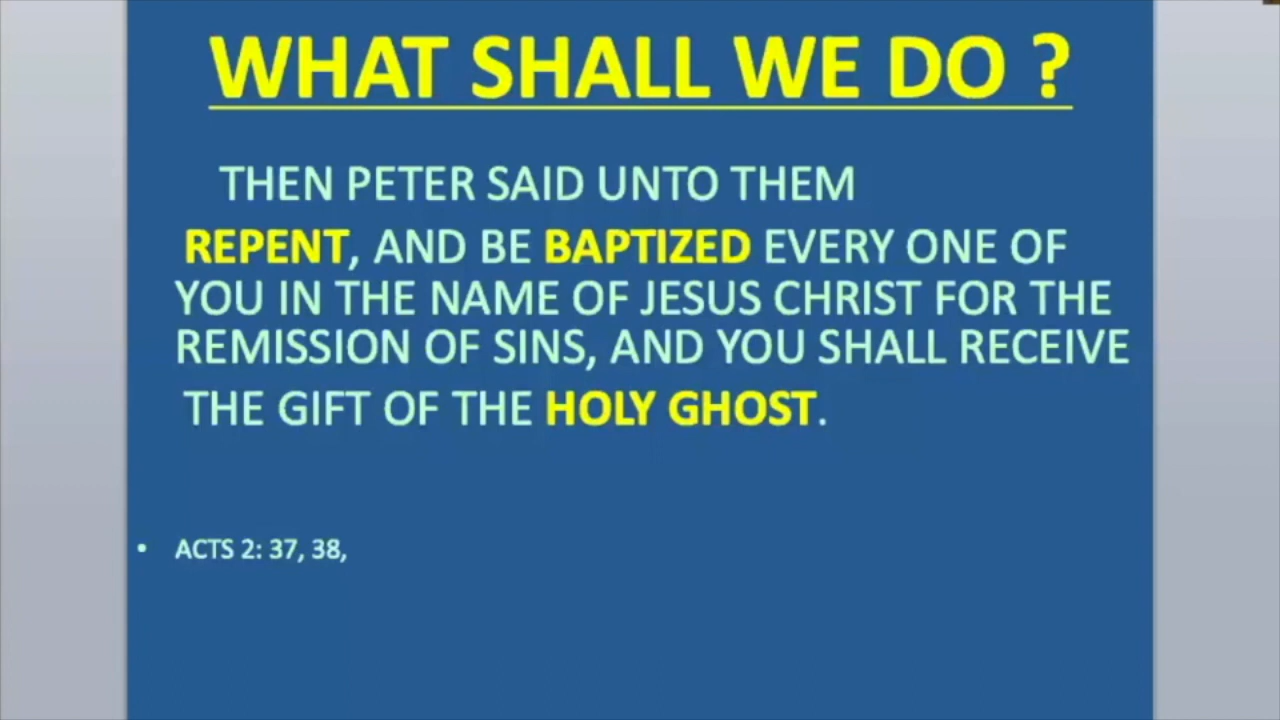 WHAT SHALL WE DO ?
THEN PETER SAID UNTO THEM
REPENT, AND BE BAPTIZED EVERY ONE OF
YOU IN THE NAME OF JESUS CHRIST FOR THE
REMISSION OF SINS, AND YOU SHALL RECEIVE
THE GIFT OF THE HOLY GHOST.
• ACTS 2: 37, 38,